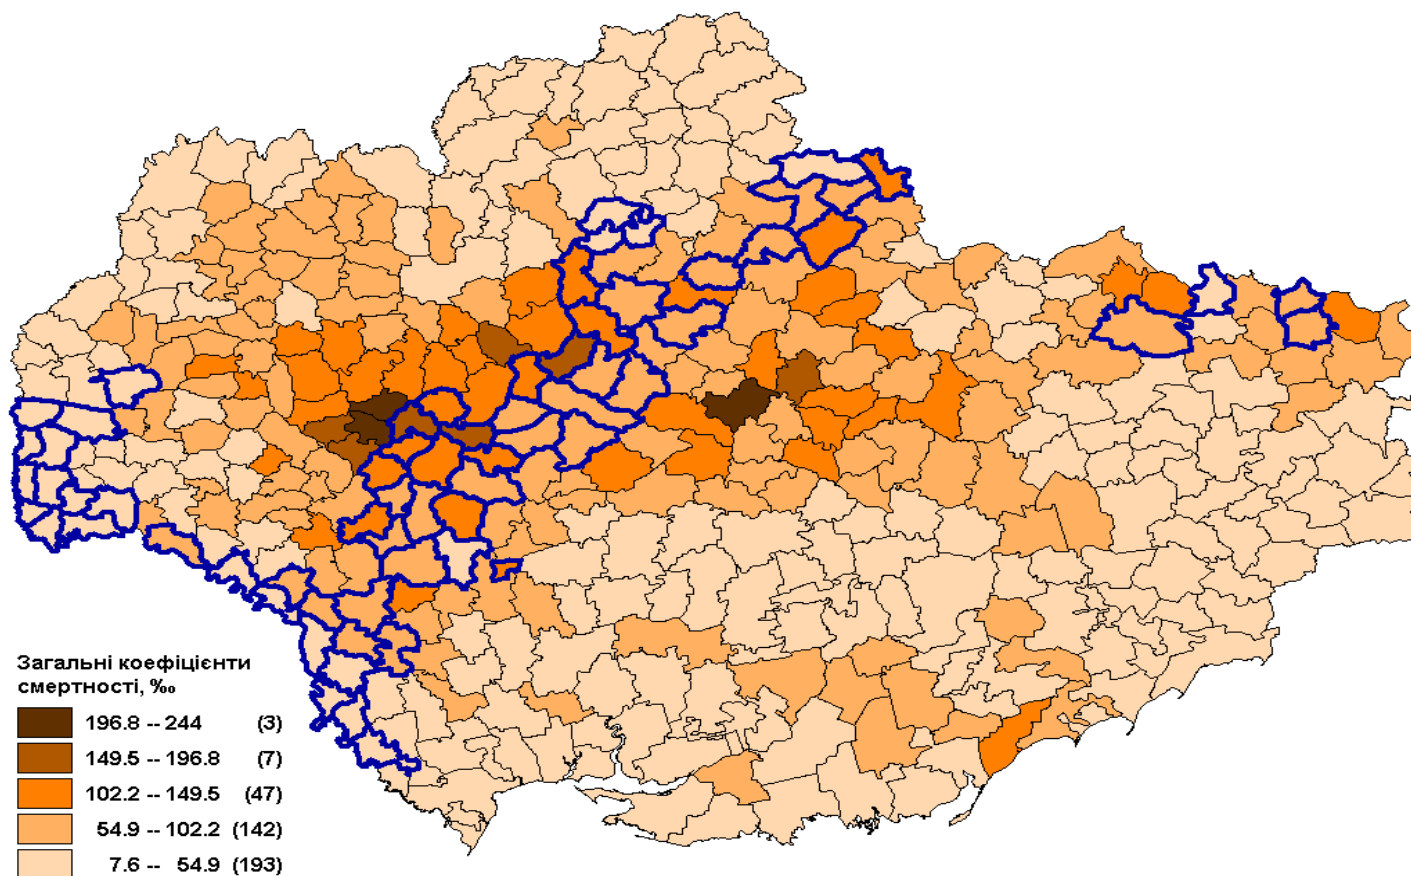 Загальні коефіцієнти
смертності, ‰
196.8 -- 244 (3)
149.5 -- 196.8 (7)
102.2 -- 149.5 (47)
54.9 -- 102.2 (142)
7.6 -- 54.9 (193)